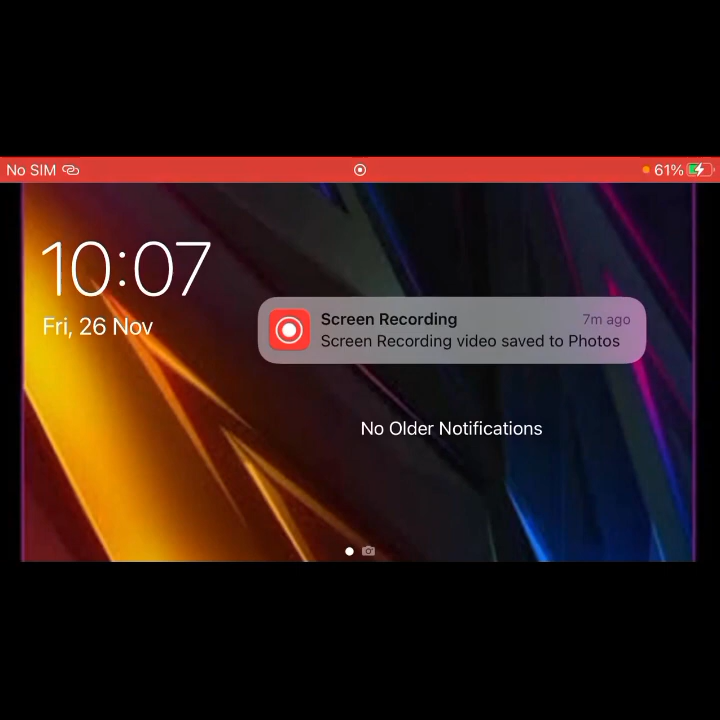 No SIM
61%
10:07
Fri, 26 Nov
Screen Recording
7m ago
Screen Recording video saved to Photos
No Older Notifications